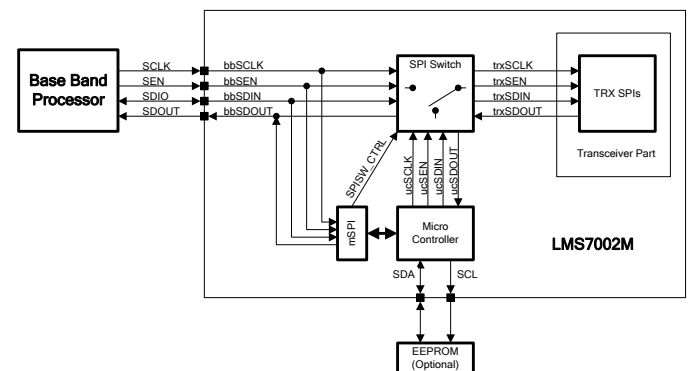 Base Band
Processor
SCLK
SEN
SDIO
SDOUT
bbSCLK
bbSEN
bbSDIN
bbSDOUT
SPI Switch
trxSCLK
trxSEN
trxSDIN
trxSDOUT
TRX SPIs
Transceiver Part
SPISW_CTRL
ucSCLK
ucSEN
ucSDIN
ucSDOUT
mSPI
Micro
Controller
LMS7002M
SDA
SCL
EEPROM
(Optional)